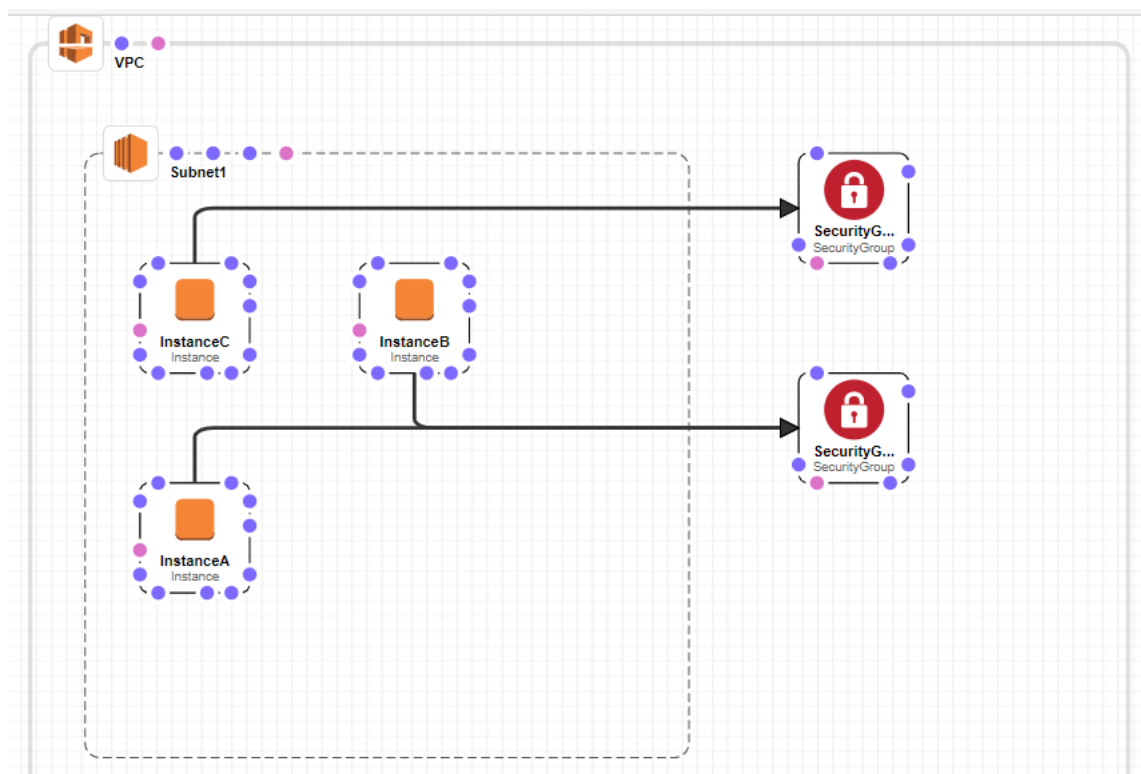 VPC
Subnet1
SecurityG...
SecurityGroup
InstanceC
Instance
InstanceB
Instance
SecurityG...
SecurityGroup
InstanceA
Instance